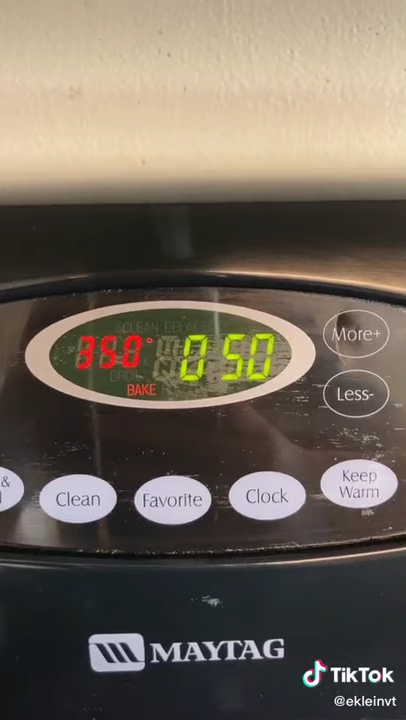 CLEAN DELAY
350° 0 50
BAKE
More+
Less-
&
Clean
Favorite
Clock
Keep
Warm
MAYTAG
TikTok
@ekleinvt